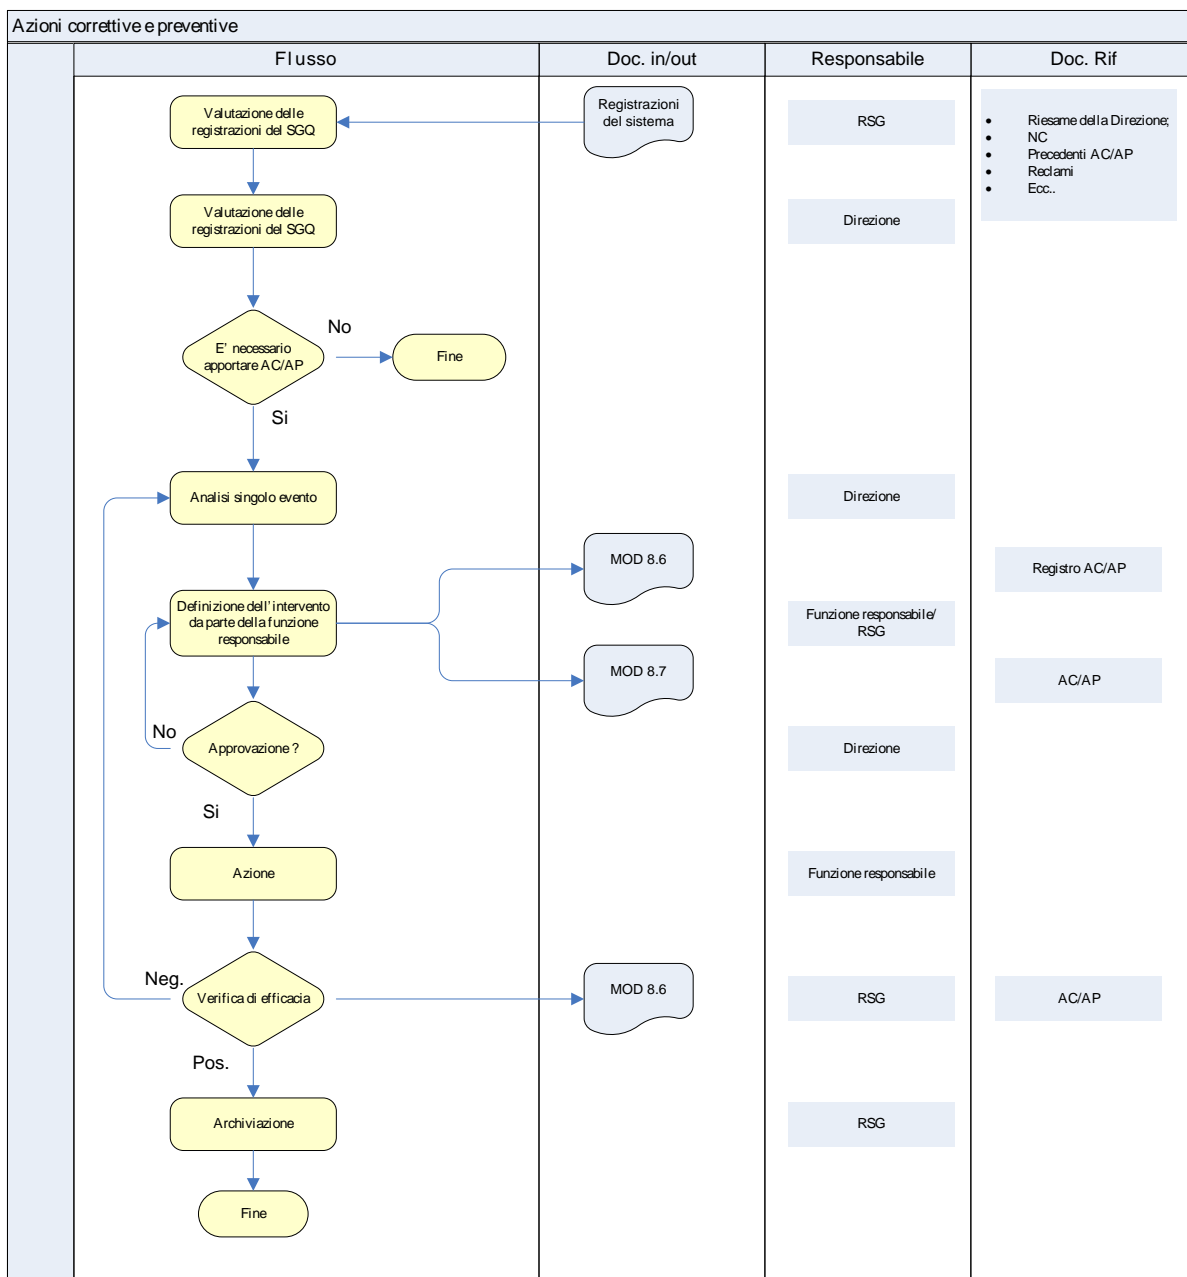 Azioni correttive e preventive
Flusso
Doc. in/out
Responsabile
Doc. Rif
Valutazione delle
registrazioni del SGQ
Registrazioni
del sistema
RSG
• Riesame della Direzione;
• NC
• Precedenti AC/AP
• Reclami
• Ecc..
Valutazione delle
registrazioni del SGQ
Direzione
E' necessario
apportare AC/AP
No
Fine
Si
Analisi singolo evento
Direzione
MOD 8.6
Registro AC/AP
Definizione dell'intervento
da parte della funzione
responsabile
Funzione responsabile/
RSG
MOD 8.7
AC/AP
No
Approvazione ?
Direzione
Si
Azione
Funzione responsabile
Neg.
Verifica di efficacia
MOD 8.6
RSG
AC/AP
Pos.
Archiviazione
RSG
Fine